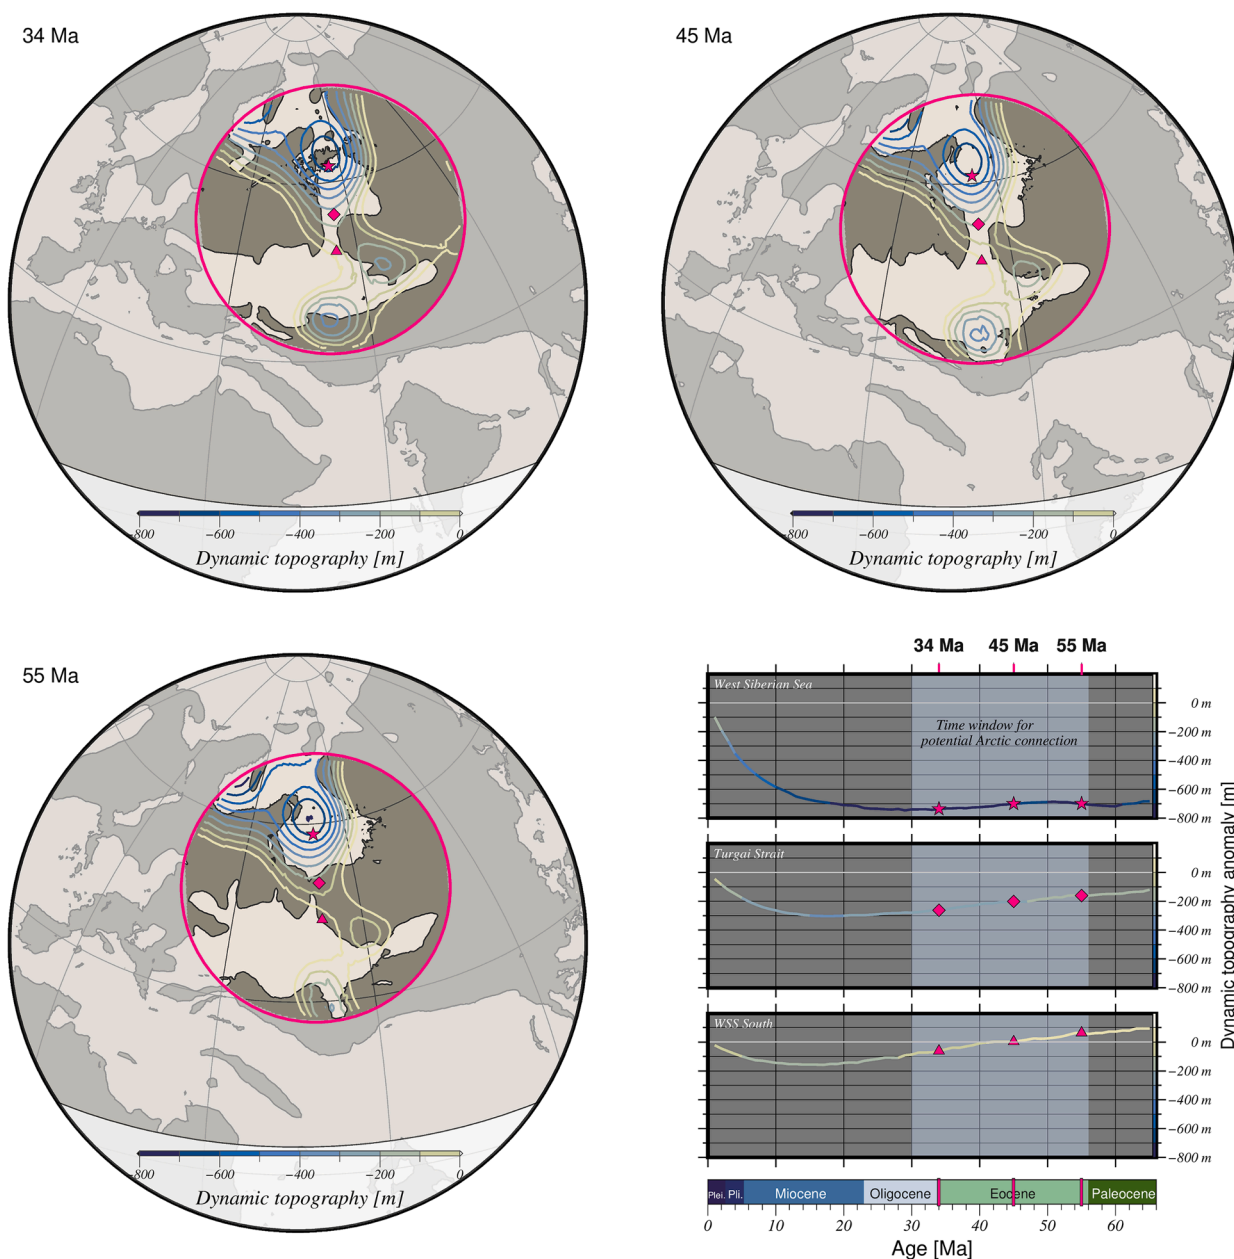 34 Ma
−800 −600 −400 −200 0
Dynamic topography [m]
45 Ma
−800 −600 −400 −200 0
Dynamic topography [m]
55 Ma
−800 −600 −400 −200 0
Dynamic topography [m]
34 Ma 45 Ma 55 Ma
West Siberian Sea
Time window for
potential Arctic connection
0 m
−200 m
−400 m
−600 m
−800 m
Turgai Strait
0 m
−200 m
−400 m
−600 m
−800 m
WSS South
0 m
−200 m
−400 m
−600 m
−800 m
Dynamic topography anomaly [m]
Plei. Pli. Miocene Oligocene Eocene Paleocene
0 10 20 30 40 50 60
Age [Ma]